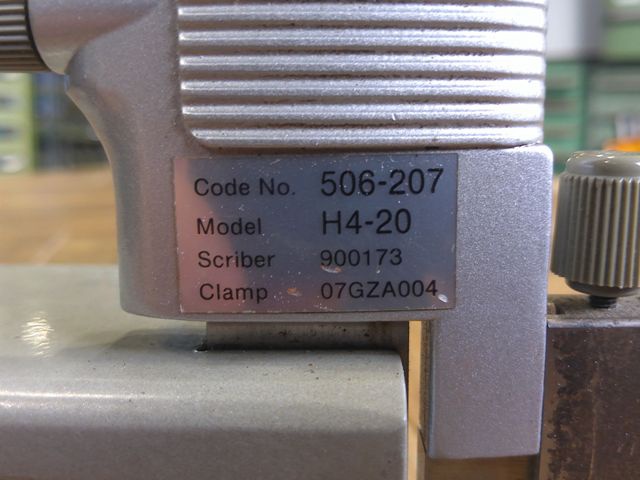 Code No. 506-207
Model H4-20
Scriber 900173
Clamp 07GZA004